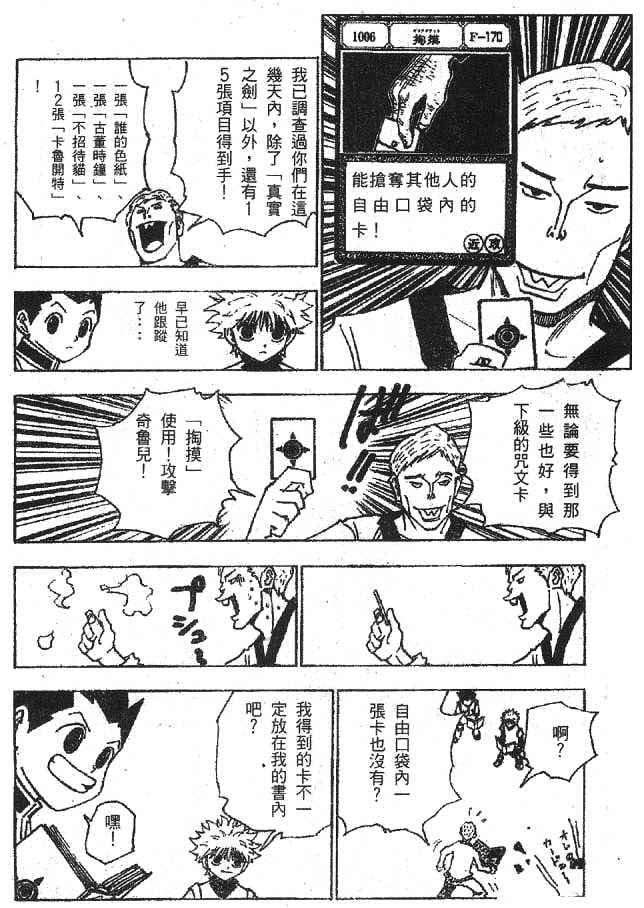 1006
掏摸
F-170
能搶奪其他人的
自由口袋內的
卡！
近
攻
我已調查過你們在這
幾天內，除了「真實
之劍」以外，還有1
5張項目得到手！
一張「誰的色紙」、
一張「古董時鐘」、
一張「不招待貓」、
12張「卡魯開特」
！
早已知道
他跟蹤
了‥‥
無論要得到那
一些也好，與
下級的咒文卡
「掏摸」
使用！攻擊
奇魯兒！
プシュー
啊？
自由口袋內一
張卡也沒有？
我得到的卡不一
定放在我的書內
吧？
嘿！